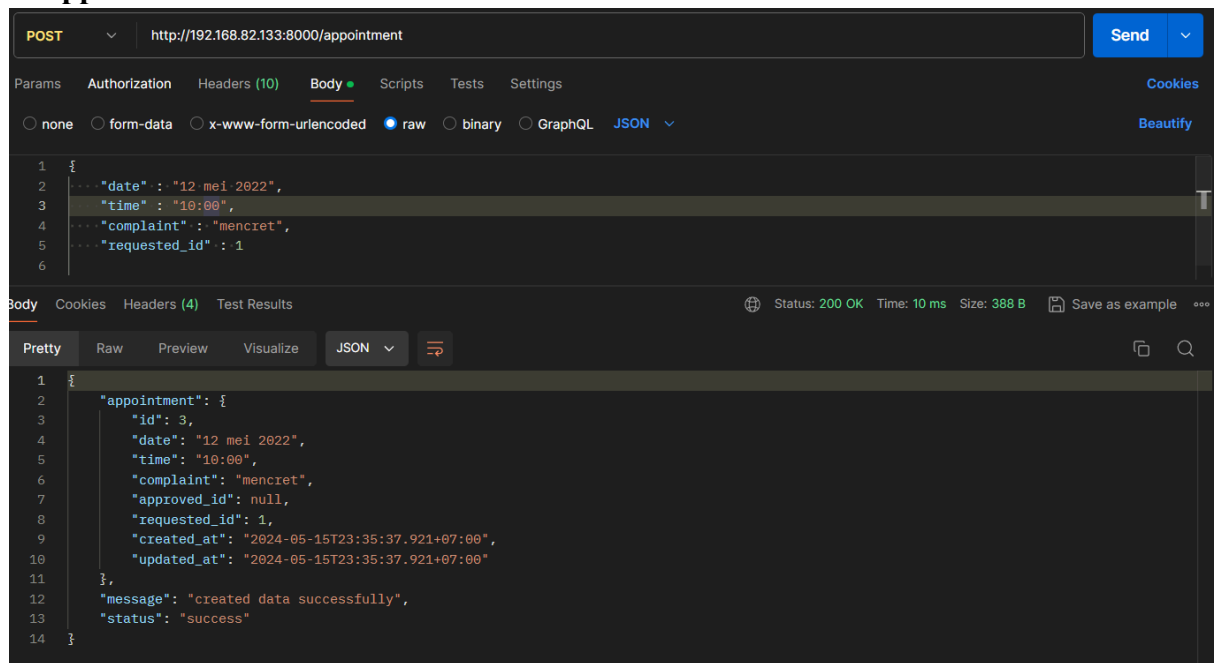 POST http://192.168.82.133:8000/appointment Send
Params Authorization Headers (10) Body Scripts Tests Settings Cookies
none form-data x-www-form-urlencoded raw binary GraphQL JSON Beautify
1 {
2 "date" : "12 mei 2022",
3 "time" : "10:00",
4 "complaint" : "mencret",
5 "requested_id" : 1
6
Body Cookies Headers (4) Test Results Status: 200 OK Time: 10 ms Size: 388 B Save as example
Pretty Raw Preview Visualize JSON
1 {
2 "appointment": {
3 "id": 3,
4 "date": "12 mei 2022",
5 "time": "10:00",
6 "complaint": "mencret",
7 "approved_id": null,
8 "requested_id": 1,
9 "created_at": "2024-05-15T23:35:37.921+07:00",
10 "updated_at": "2024-05-15T23:35:37.921+07:00"
11 },
12 "message": "created data successfully",
13 "status": "success"
14 }